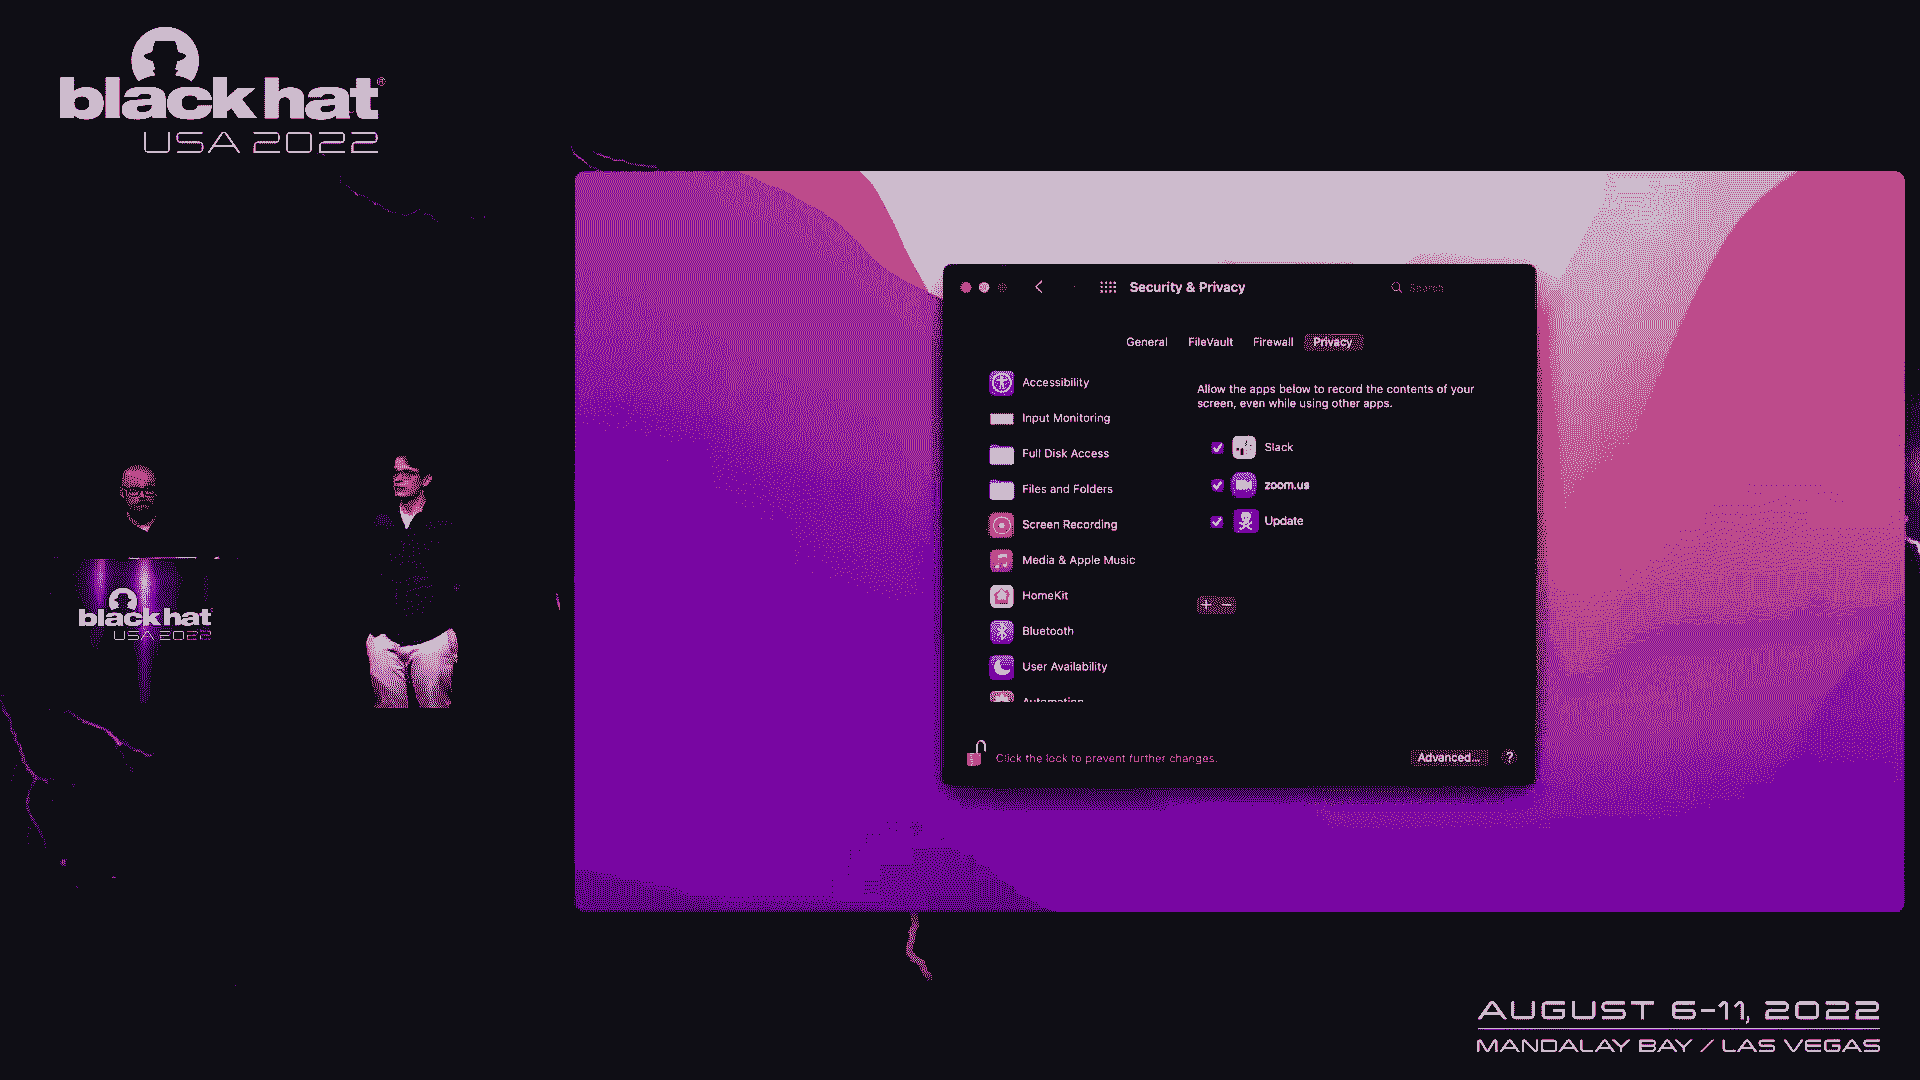 black hat®
USA 2022
Security & Privacy
Search
General FileVault Firewall Privacy
Accessibility
Input Monitoring
Full Disk Access
Files and Folders
Screen Recording
Media & Apple Music
HomeKit
Bluetooth
User Availability
Automation
Allow the apps below to record the contents of your
screen, even while using other apps.
Slack
zoom.us
Update
+ −
Click the lock to prevent further changes.
Advanced... ?
black hat
USA 2022
AUGUST 6-11, 2022
MANDALAY BAY / LAS VEGAS